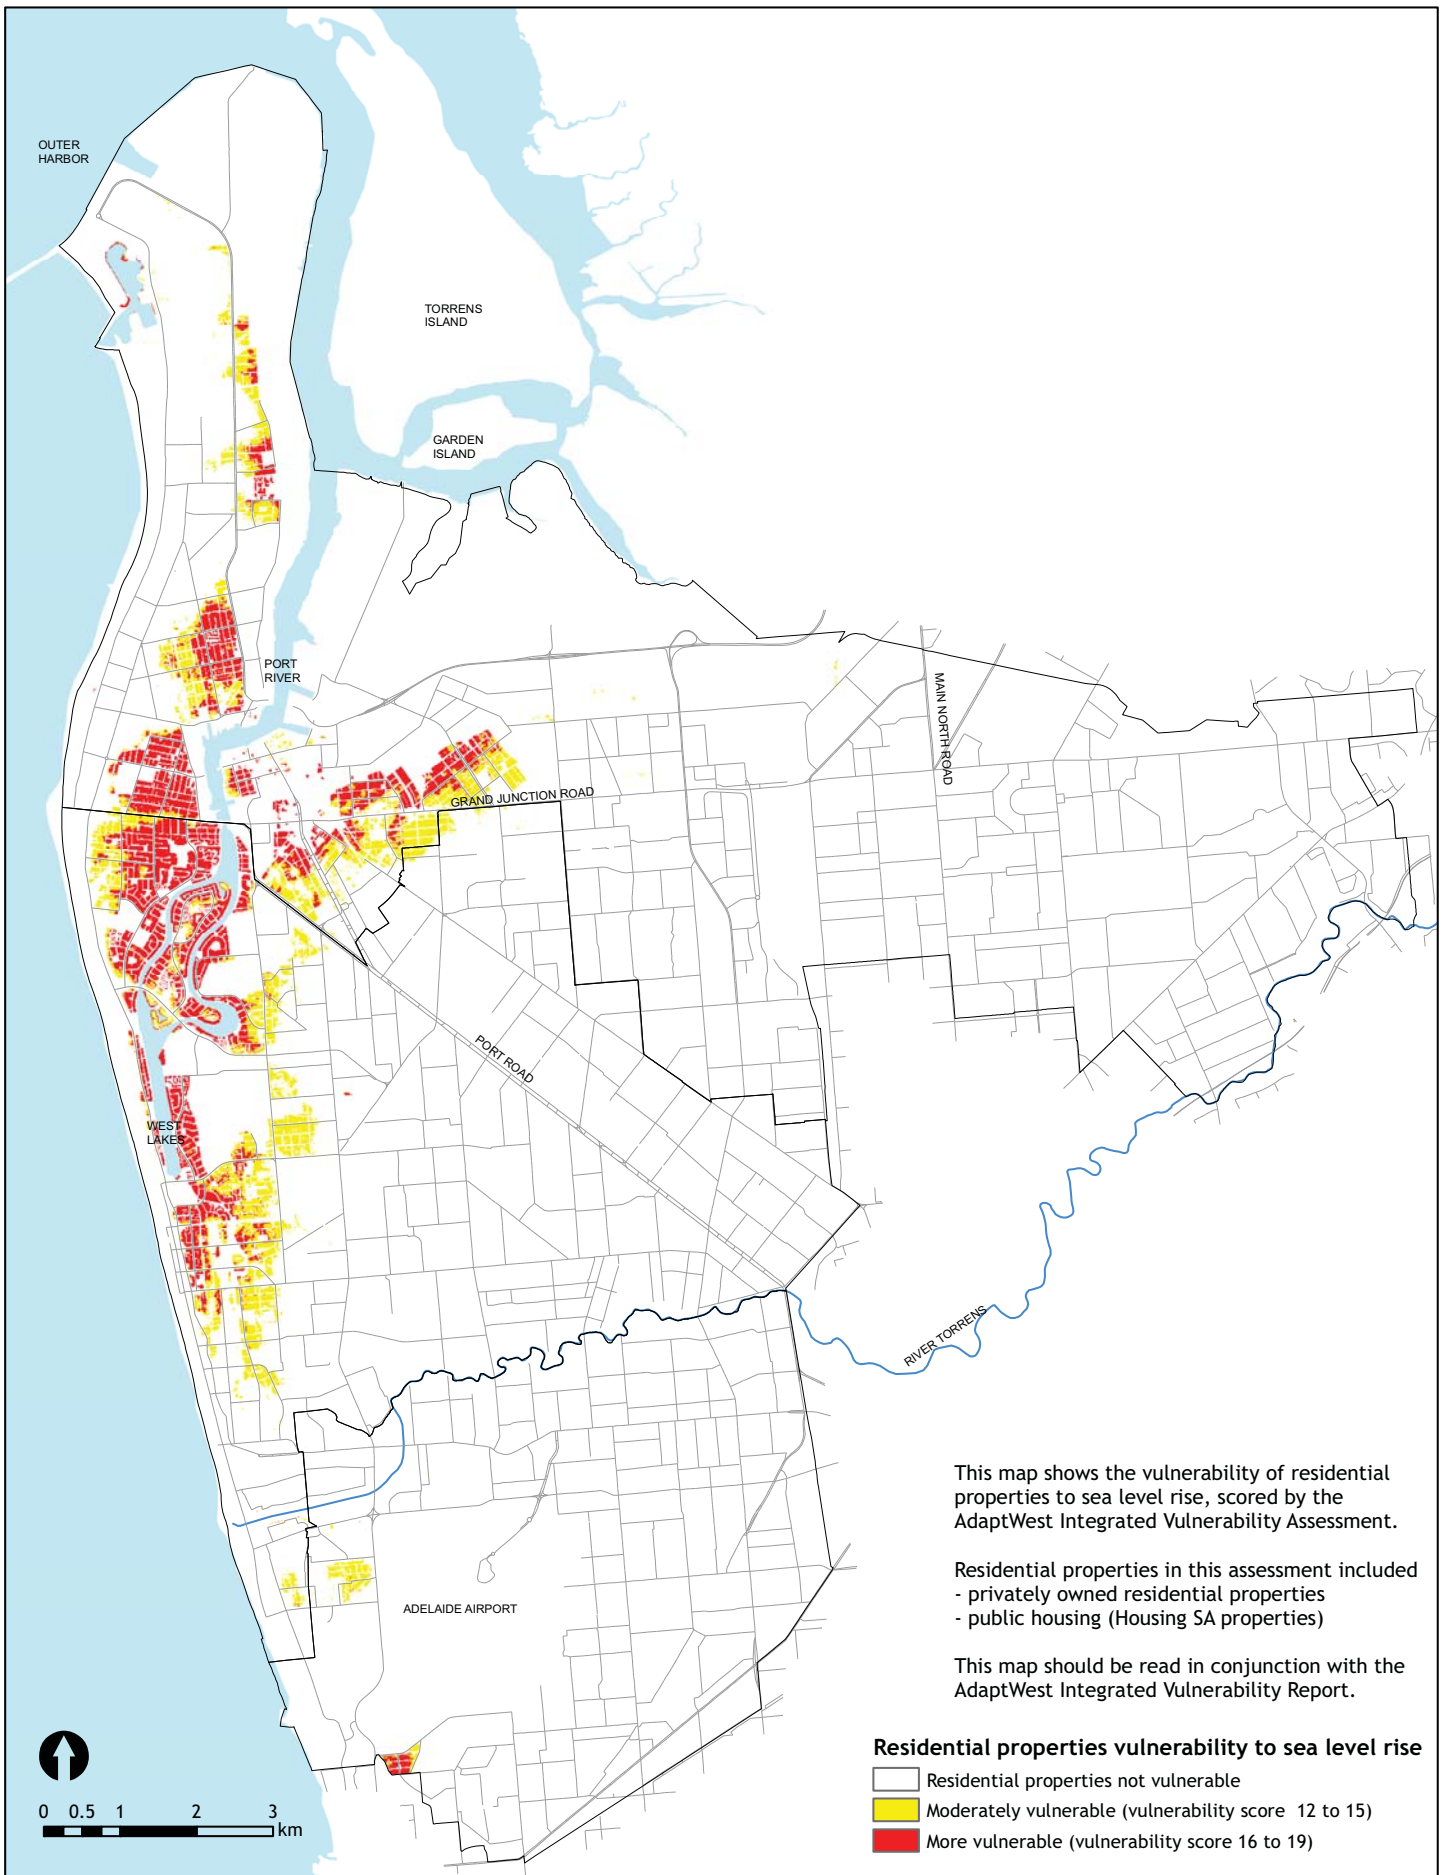 OUTER
HARBOR
TORRENS
ISLAND
GARDEN
ISLAND
PORT
RIVER
MAIN NORTH ROAD
GRAND JUNCTION ROAD
PORT ROAD
WEST
LAKES
RIVER TORRENS
ADELAIDE AIRPORT
This map shows the vulnerability of residential
properties to sea level rise, scored by the
AdaptWest Integrated Vulnerability Assessment.
Residential properties in this assessment included
- privately owned residential properties
- public housing (Housing SA properties)
This map should be read in conjunction with the
AdaptWest Integrated Vulnerability Report.
Residential properties vulnerability to sea level rise
Residential properties not vulnerable
Moderately vulnerable (vulnerability score 12 to 15)
More vulnerable (vulnerability score 16 to 19)
0 0.5 1 2 3
km